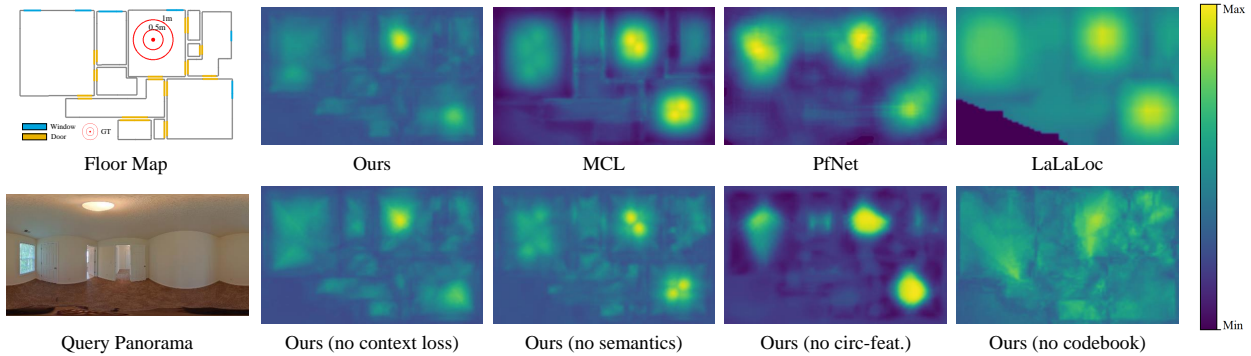 1m
0.5m
Window
Door
GT
Floor Map
Ours
MCL
PfNet
LaLaLoc
Max
Min
Query Panorama
Ours (no context loss)
Ours (no semantics)
Ours (no circ-feat.)
Ours (no codebook)